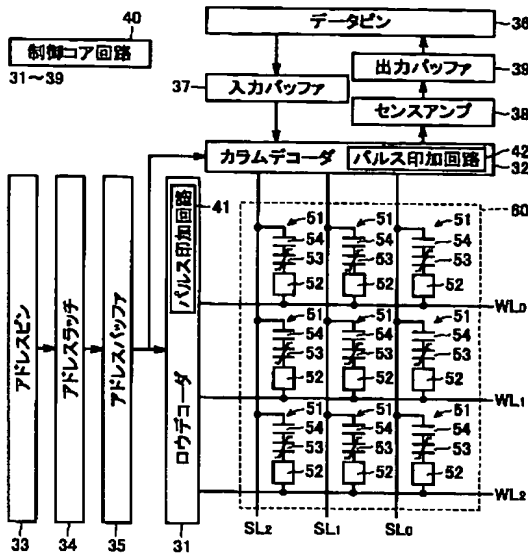 40
制御コア回路
31～39
データピン 36
37 入力バッファ
出力バッファ 39
センスアンプ 38
カラムデコーダ
パルス印加回路 42
32
アドレスピン
33
アドレスラッチ
34
アドレスバッファ
35
ロウデコーダ
パルス印加回路
41
31
60
51 51 51
54 54 54
53 53 53
52 52 52
WL0
51 51 51
54 54 54
53 53 53
52 52 52
WL1
51 51 51
54 54 54
53 53 53
52 52 52
WL2
SL2 SL1 SL0